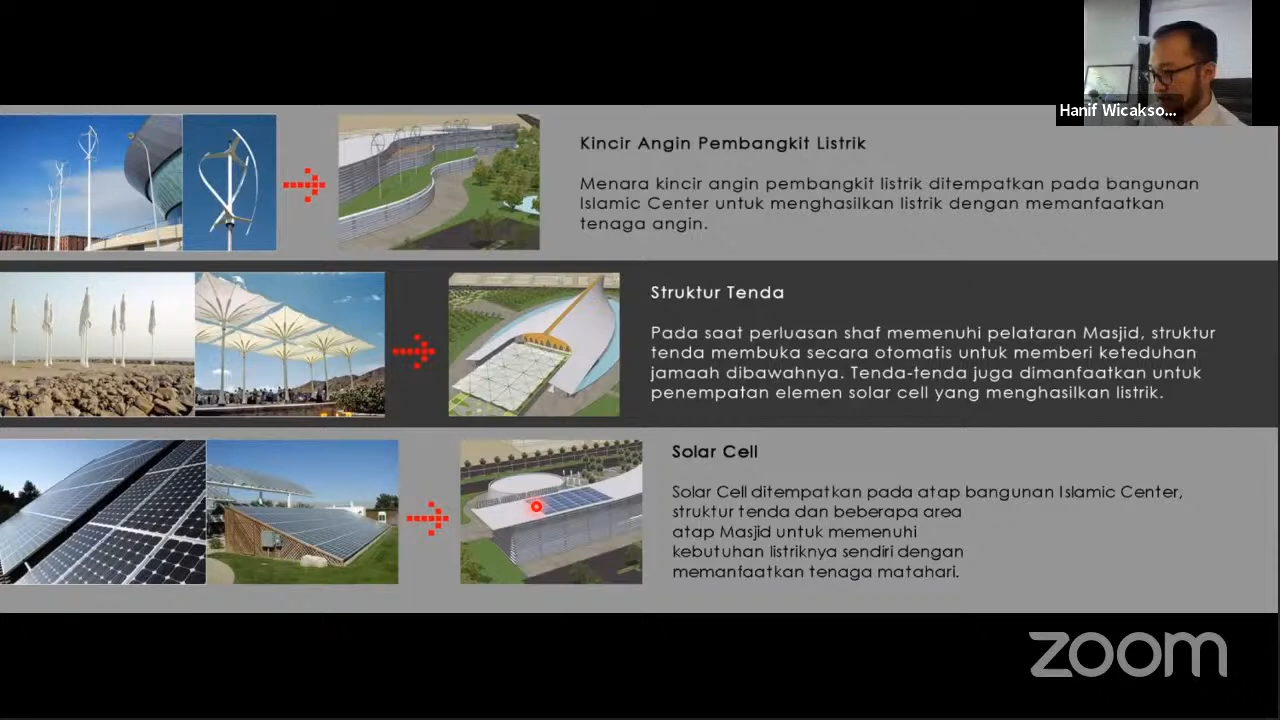 Hanif Wicakso...
Kincir Angin Pembangkit Listrik
Menara kincir angin pembangkit listrik ditempatkan pada bangunan
Islamic Center untuk menghasilkan listrik dengan memanfaatkan
tenaga angin.
Struktur Tenda
Pada saat perluasan shaf memenuhi pelataran Masjid, struktur
tenda membuka secara otomatis untuk memberi keteduhan
jamaah dibawahnya. Tenda-tenda juga dimanfaatkan untuk
penempatan elemen solar cell yang menghasilkan listrik.
Solar Cell
Solar Cell ditempatkan pada atap bangunan Islamic Center,
struktur tenda dan beberapa area
atap Masjid untuk memenuhi
kebutuhan listriknya sendiri dengan
memanfaatkan tenaga matahari.
zoom